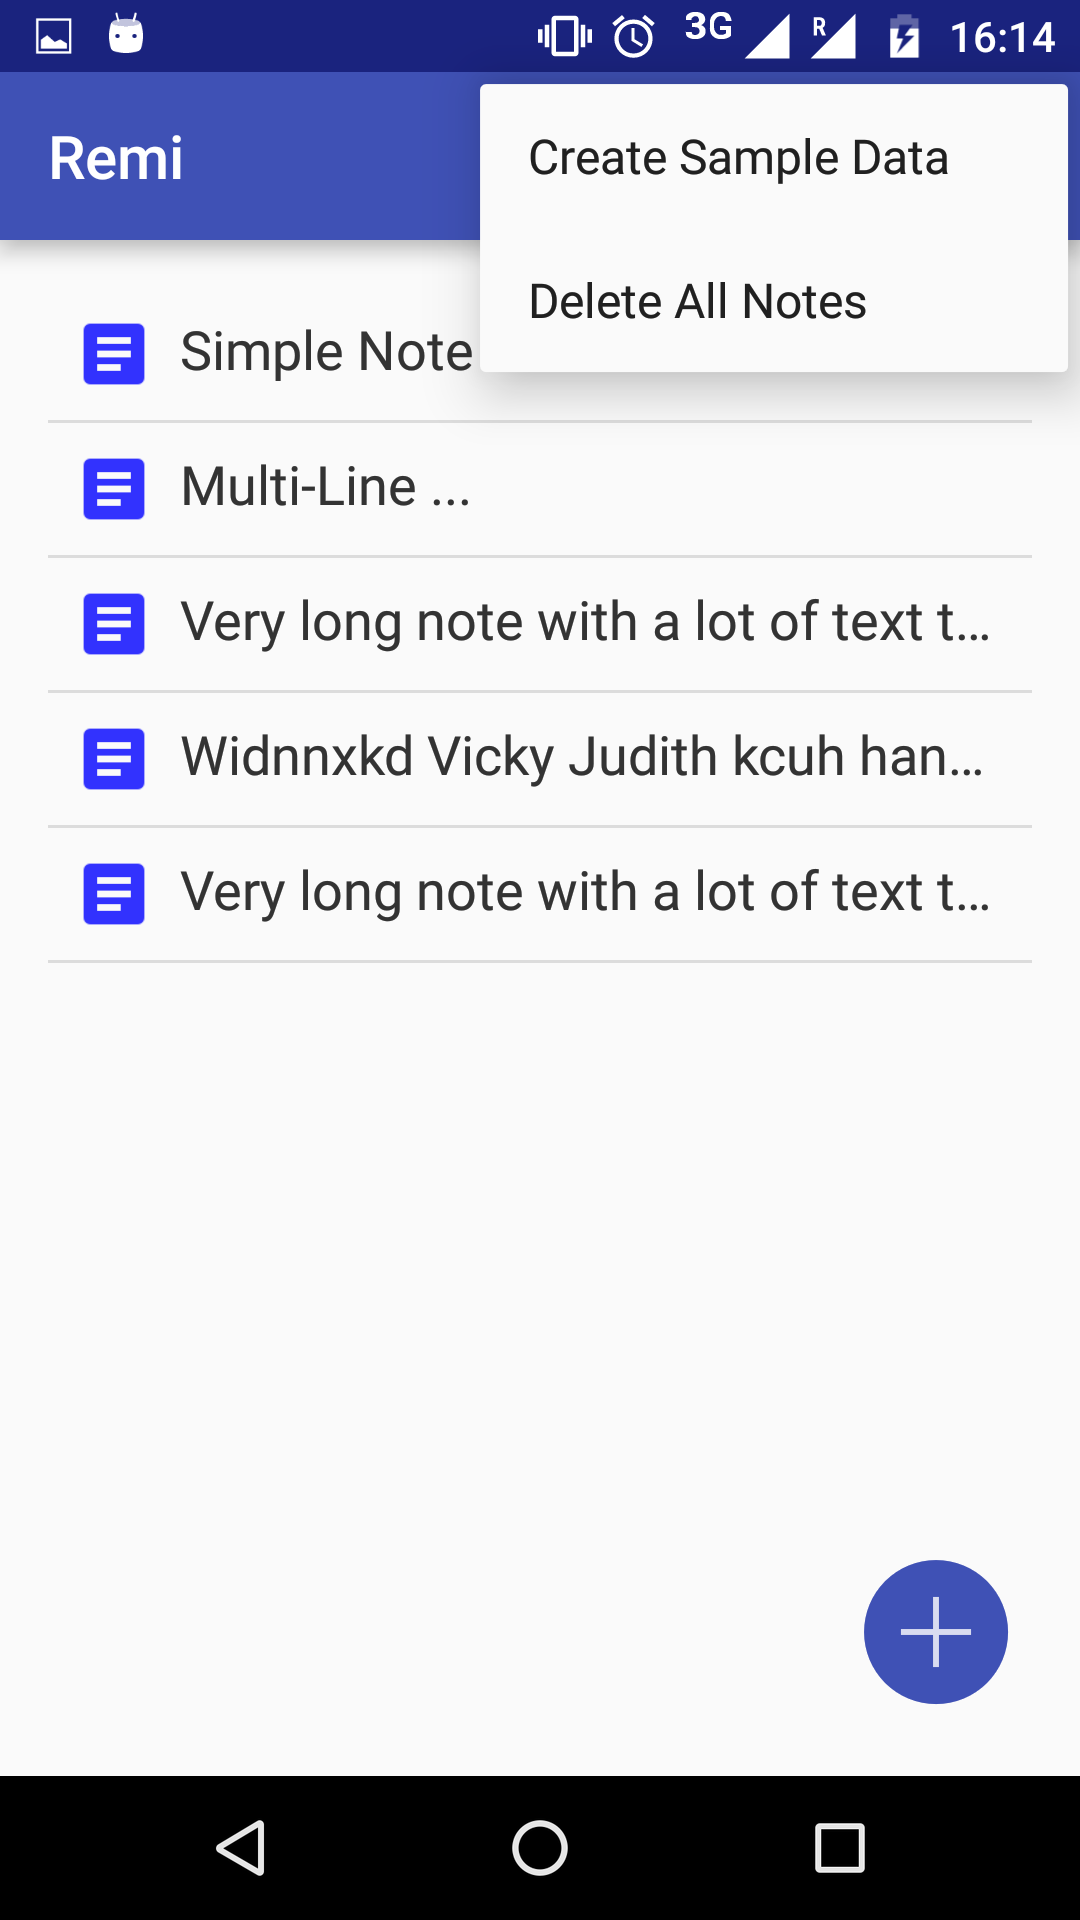 3G R 16:14
Remi
Create Sample Data
Delete All Notes
Simple Note
Multi-Line ...
Very long note with a lot of text t...
Widnnxkd Vicky Judith kcuh han...
Very long note with a lot of text t...